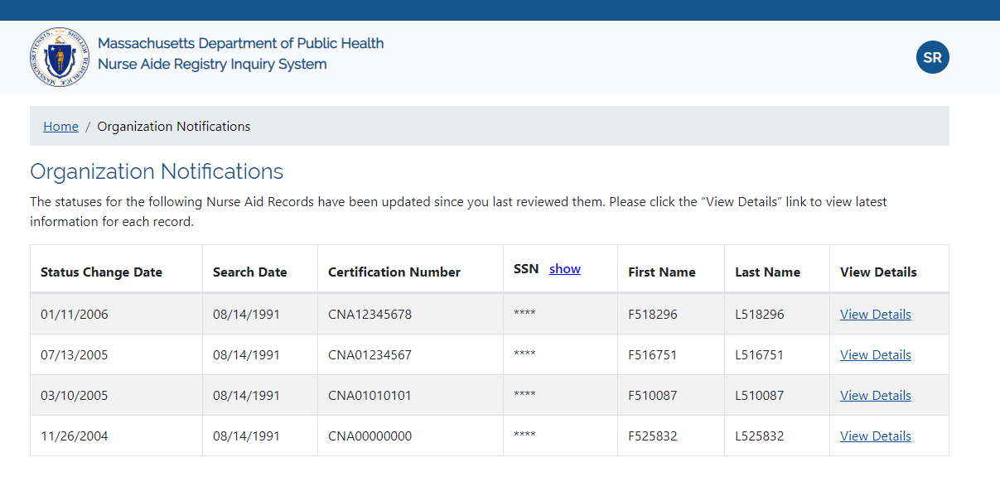 Massachusetts Department of Public Health
Nurse Aide Registry Inquiry System
SR
Home / Organization Notifications
Organization Notifications
The statuses for the following Nurse Aid Records have been updated since you last reviewed them. Please click the “View Details” link to view latest
information for each record.
Status Change Date Search Date Certification Number SSN show First Name Last Name View Details
01/11/2006 08/14/1991 CNA12345678 **** F518296 L518296 View Details
07/13/2005 08/14/1991 CNA01234567 **** F516751 L516751 View Details
03/10/2005 08/14/1991 CNA01010101 **** F510087 L510087 View Details
11/26/2004 08/14/1991 CNA00000000 **** F525832 L525832 View Details